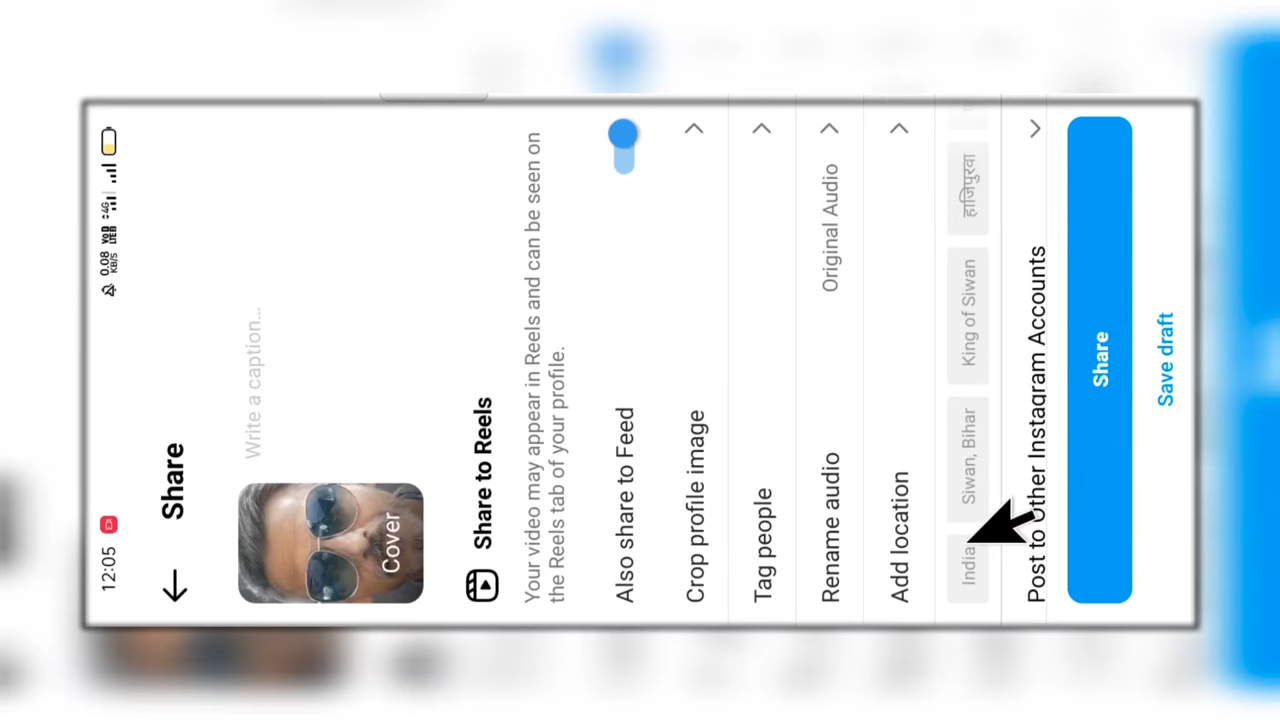 12:05
0.08 KB/S VoD LTE2 4G
Share
Write a caption...
Cover
Share to Reels
Your video may appear in Reels and can be seen on
the Reels tab of your profile.
Also share to Feed
Crop profile image
Tag people
Rename audio
Original Audio
Add location
India
Siwan, Bihar
King of Siwan
हाजिपुरवा
Post to Other Instagram Accounts
Share
Save draft